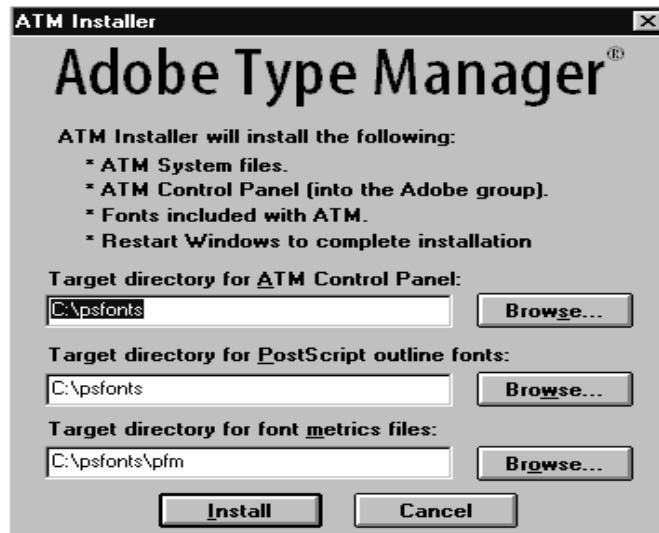 ATM Installer
Adobe Type Manager®
ATM Installer will install the following:
* ATM System files.
* ATM Control Panel (into the Adobe group).
* Fonts included with ATM.
* Restart Windows to complete installation
Target directory for ATM Control Panel:
C:\psfonts Browse...
Target directory for PostScript outline fonts:
C:\psfonts Browse...
Target directory for font metrics files:
C:\psfonts\pfm Browse...
Install Cancel